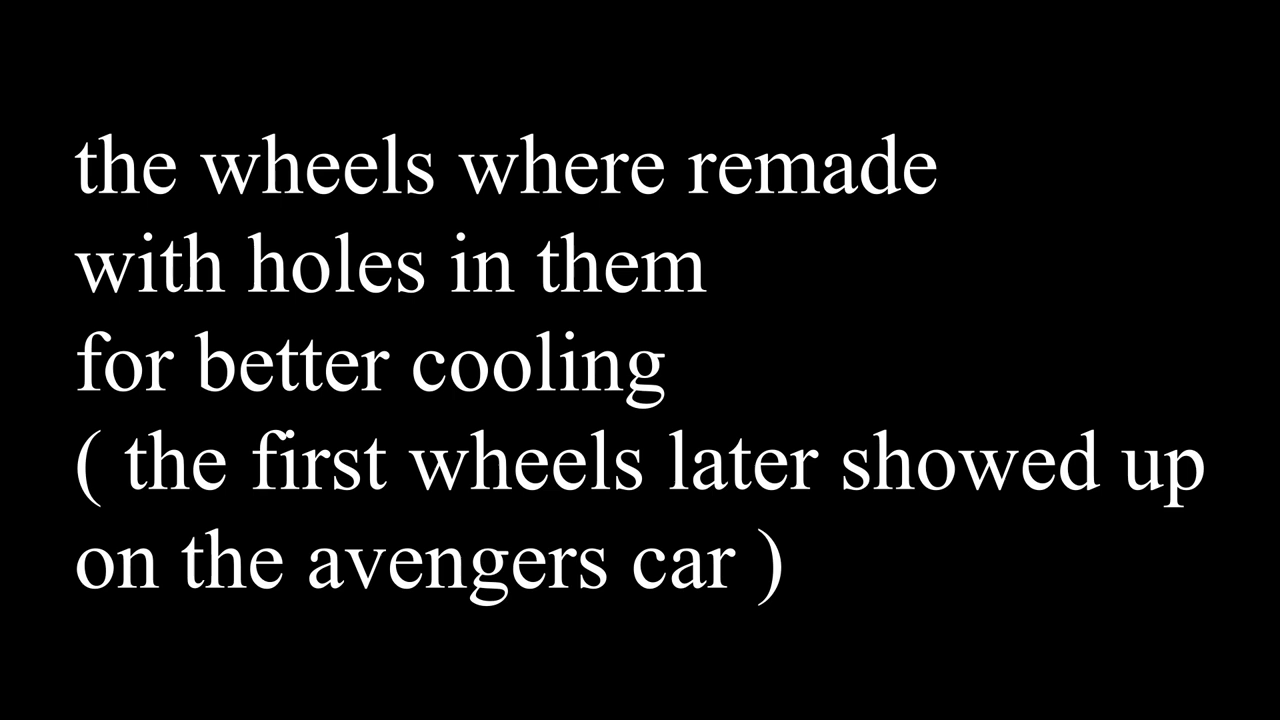 the wheels where remade
with holes in them
for better cooling
( the first wheels later showed up
on the avengers car )